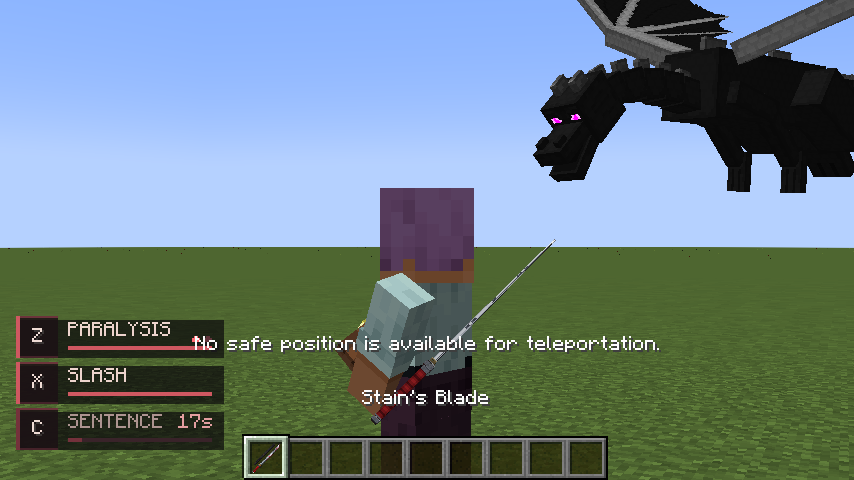 Z PARALYSIS
No safe position is available for teleportation.
X SLASH
Stain's Blade
C SENTENCE 17s